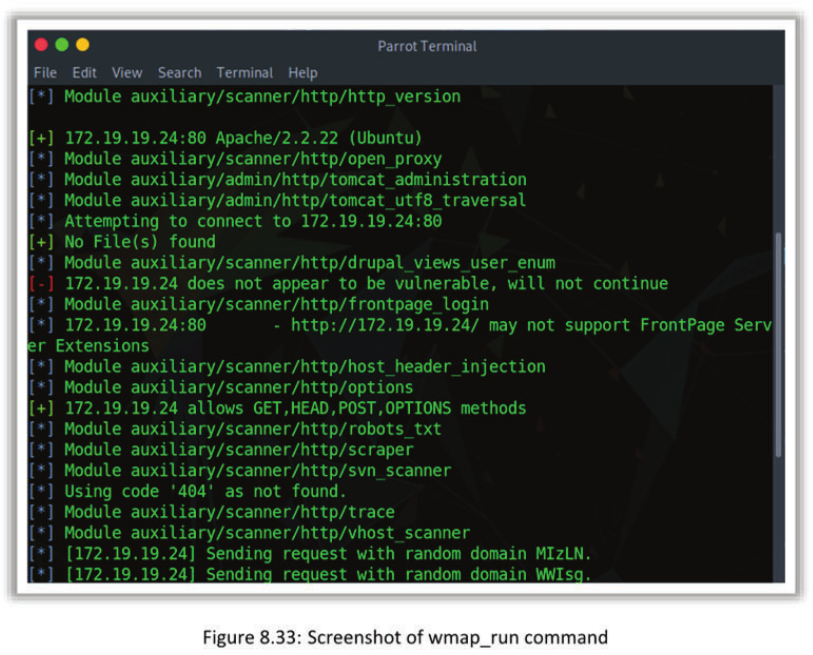 Parrot Terminal
File Edit View Search Terminal Help
[*] Module auxiliary/scanner/http/http_version
[+] 172.19.19.24:80 Apache/2.2.22 (Ubuntu)
[*] Module auxiliary/scanner/http/open_proxy
[*] Module auxiliary/admin/http/tomcat_administration
[*] Module auxiliary/admin/http/tomcat_utf8_traversal
[*] Attempting to connect to 172.19.19.24:80
[+] No File(s) found
[*] Module auxiliary/scanner/http/drupal_views_user_enum
[-] 172.19.19.24 does not appear to be vulnerable, will not continue
[*] Module auxiliary/scanner/http/frontpage_login
[*] 172.19.19.24:80 - http://172.19.19.24/ may not support FrontPage Serv
er Extensions
[*] Module auxiliary/scanner/http/host_header_injection
[*] Module auxiliary/scanner/http/options
[+] 172.19.19.24 allows GET,HEAD,POST,OPTIONS methods
[*] Module auxiliary/scanner/http/robots_txt
[*] Module auxiliary/scanner/http/scraper
[*] Module auxiliary/scanner/http/svn_scanner
[*] Using code '404' as not found.
[*] Module auxiliary/scanner/http/trace
[*] Module auxiliary/scanner/http/vhost_scanner
[*] [172.19.19.24] Sending request with random domain MIzLN.
[*] [172.19.19.24] Sending request with random domain WWIsg.
Figure 8.33: Screenshot of wmap_run command